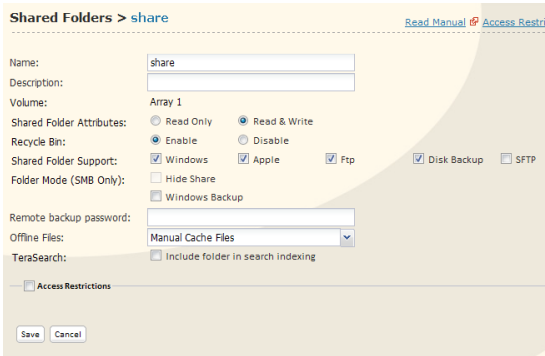 Shared Folders > share
Read Manual Access Restri
Name: share
Description:
Volume: Array 1
Shared Folder Attributes: Read Only Read & Write
Recycle Bin: Enable Disable
Shared Folder Support: Windows Apple Ftp Disk Backup SFTP
Folder Mode (SMB Only): Hide Share
Windows Backup
Remote backup password:
Offline Files: Manual Cache Files
TeraSearch: Include folder in search indexing
Access Restrictions
Save Cancel